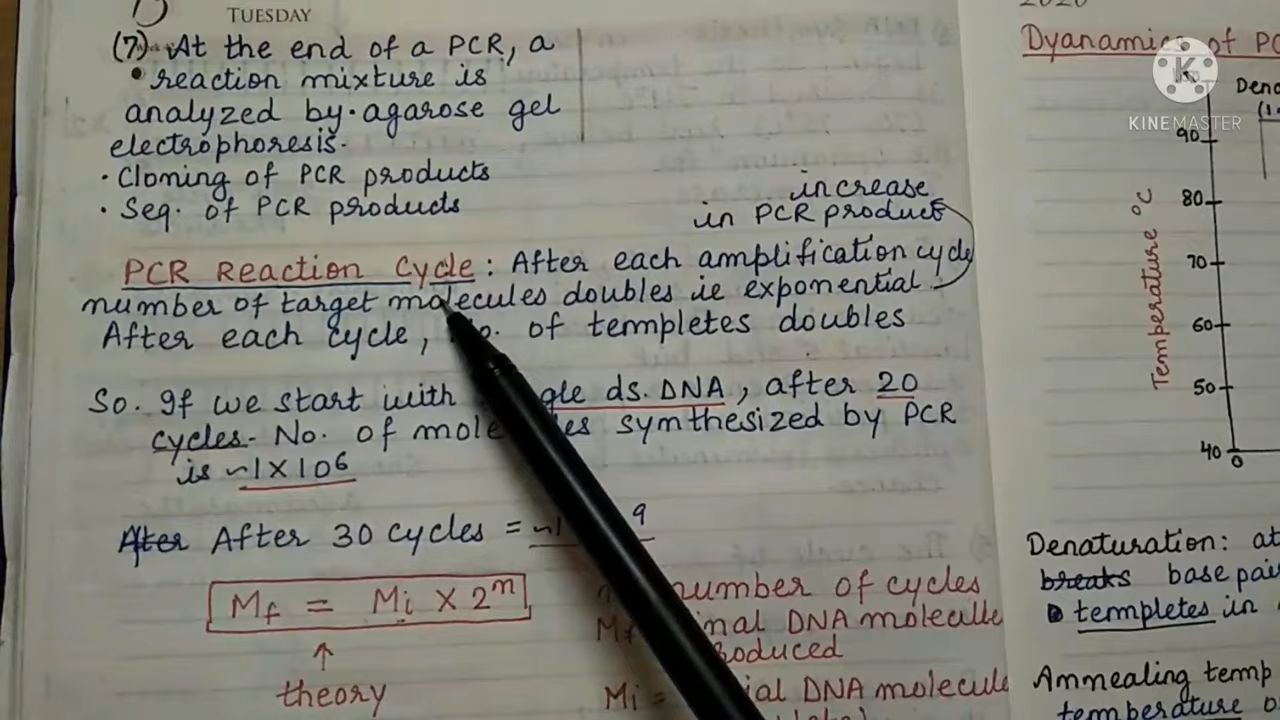 TUESDAY
(7) At the end of a PCR, a
• reaction mixture is
analyzed by agarose gel
electrophoresis.
· Cloning of PCR products
· Seq. of PCR products
increase
in PCR product
PCR Reaction Cycle : After each amplification cycle
number of target molecules doubles ie exponential
After each cycle, of templetes doubles
So. If we start with ds. DNA, after 20
cycles- No. of synthesized by PCR
is ~1X10⁶
After After 30 cycles = ~1 9
Mf = Mi X 2ⁿ
↑
theory
number of cycles
DNA molecule
Mi = DNA molecule
2020
Dyanamics of PC
KINEMASTER
(1.
90
80
70
60
50
40
0
Temperature °C
Denaturation: at
breaks base pai
templetes in
Annealing temp
temperature o